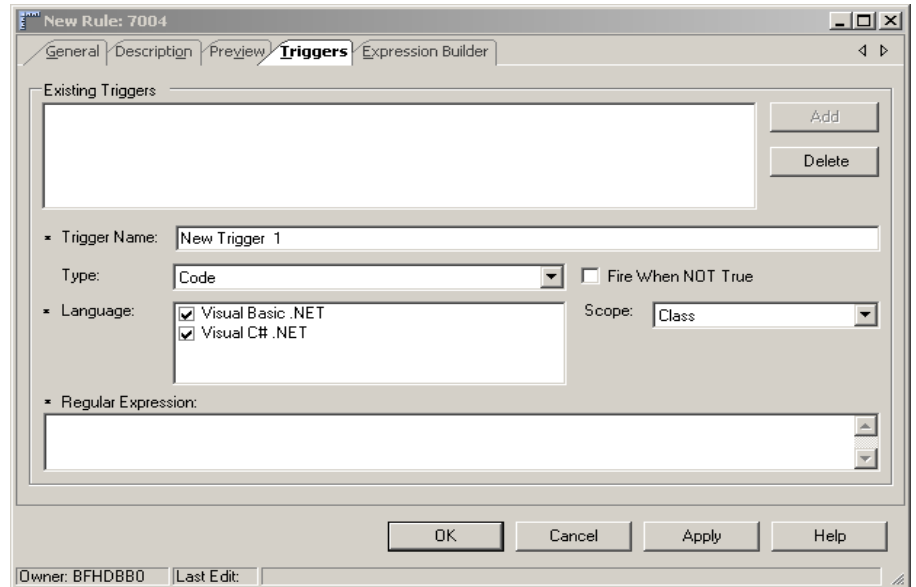 New Rule: 7004
General Description Preview Triggers Expression Builder
Existing Triggers
Add
Delete
* Trigger Name: New Trigger 1
Type: Code Fire When NOT True
* Language: Visual Basic .NET Scope: Class
Visual C# .NET
* Regular Expression:
OK Cancel Apply Help
Owner: BFHDBB0 Last Edit: